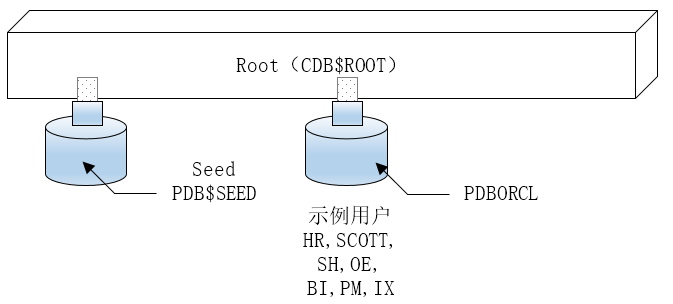 Root（CDB$ROOT）
Seed
PDB$SEED
PDBORCL
示例用户
HR,SCOTT,
SH,OE,
BI,PM,IX